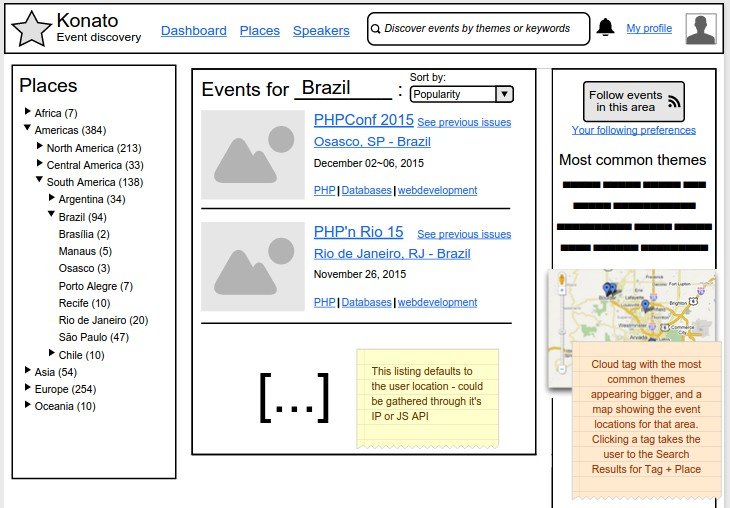 Konato
Event discovery
Dashboard Places Speakers
Discover events by themes or keywords
My profile
Places
Africa (7)
Americas (384)
North America (213)
Central America (33)
South America (138)
Argentina (34)
Brazil (94)
Brasília (2)
Manaus (5)
Osasco (3)
Porto Alegre (7)
Recife (10)
Rio de Janeiro (20)
São Paulo (47)
Chile (10)
Asia (54)
Europe (254)
Oceania (10)
Events for Brazil :
Sort by:
Popularity
PHPConf 2015 See previous issues
Osasco, SP - Brazil
December 02~06, 2015
PHP | Databases | webdevelopment
PHP'n Rio 15 See previous issues
Rio de Janeiro, RJ - Brazil
November 26, 2015
PHP | Databases | webdevelopment
[...]
This listing defaults to
the user location - could
be gathered through it's
IP or JS API
Follow events
in this area
Your following preferences
Most common themes
Brighton
Commerce
City
Westminster
Arvada
Cloud tag with the most
common themes
appearing bigger, and a
map showing the event
locations for that area.
Clicking a tag takes the
user to the Search
Results for Tag + Place